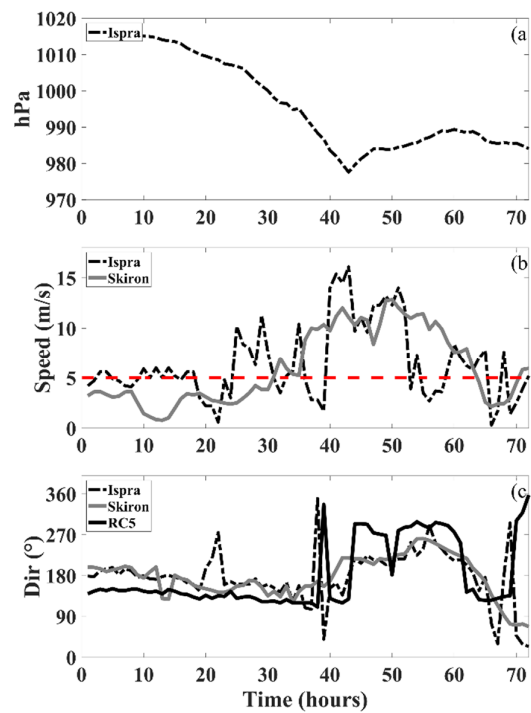 1020
1010
1000
990
980
970
hPa
Ispra
(a
0 10 20 30 40 50 60 70
15
10
5
0
Speed (m/s)
Ispra
Skiron
(b
0 10 20 30 40 50 60 70
360
270
180
90
0
Dir (°)
Ispra
Skiron
RC5
(c
0 10 20 30 40 50 60 70
Time (hours)